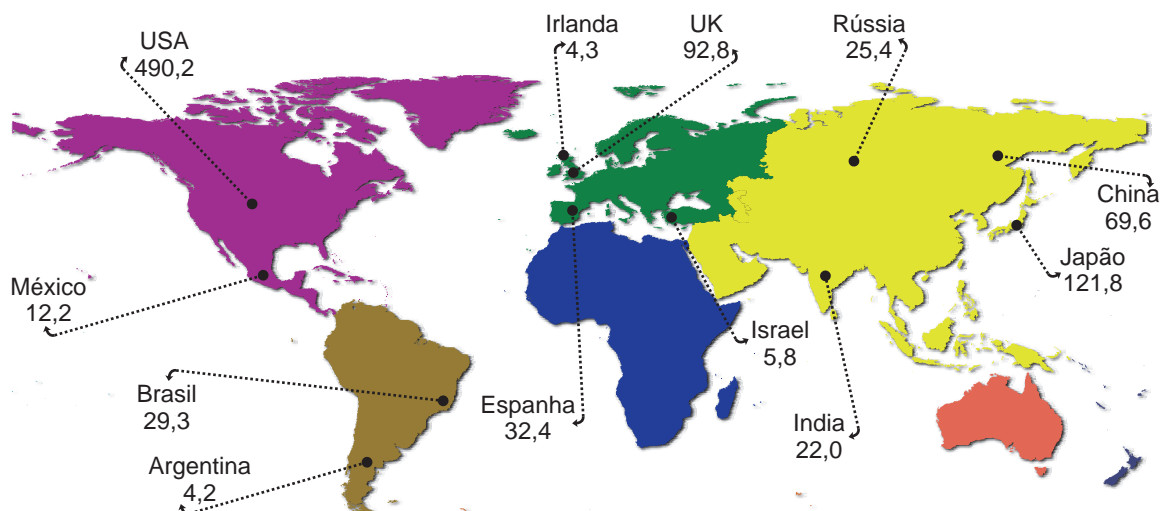 Irlanda
4,3
UK
92,8
Rússia
25,4
USA
490,2
China
69,6
Japão
121,8
México
12,2
Israel
5,8
Brasil
29,3
Espanha
32,4
India
22,0
Argentina
4,2